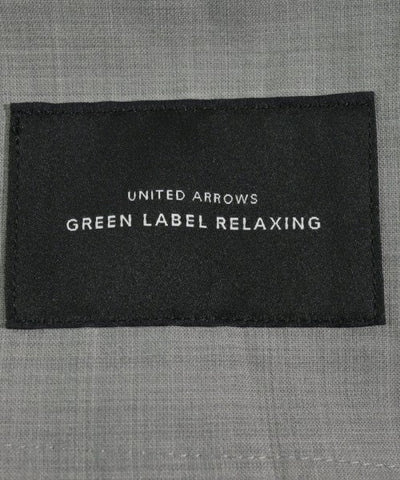 UNITED ARROWS
GREEN LABEL RELAXING